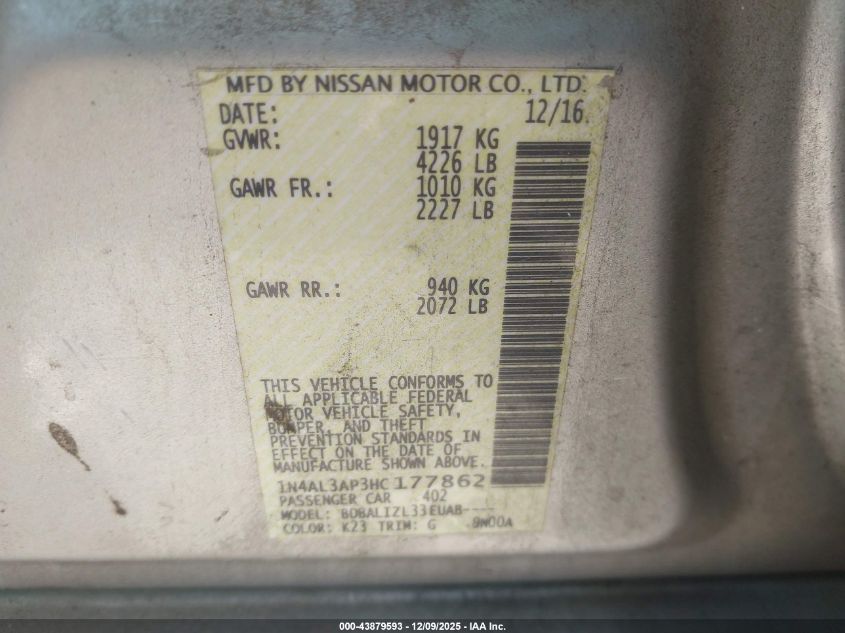 MFD BY NISSAN MOTOR CO., LTD.
DATE: 12/16
GVWR: 1917 KG
4226 LB
GAWR FR.: 1010 KG
2227 LB
GAWR RR.: 940 KG
2072 LB
THIS VEHICLE CONFORMS TO
ALL APPLICABLE FEDERAL
MOTOR VEHICLE SAFETY,
BUMPER, AND THEFT
PREVENTION STANDARDS IN
EFFECT ON THE DATE OF
MANUFACTURE SHOWN ABOVE.
1N4AL3AP3HC177862
PASSENGER CAR 402
MODEL: BDBALIZL33EUAB----
COLOR: K23 TRIM: G 9N00A
000-43879593 - 12/09/2025 - IAA Inc.